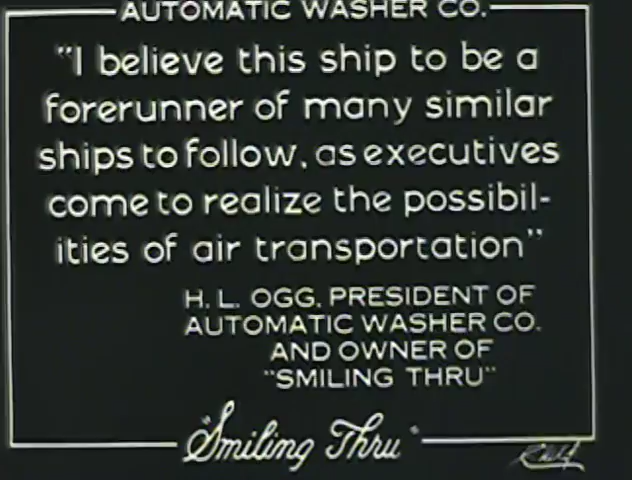 AUTOMATIC WASHER CO.
"I believe this ship to be a
forerunner of many similar
ships to follow, as executives
come to realize the possibil-
ities of air transportation"
H. L. OGG, PRESIDENT OF
AUTOMATIC WASHER CO.
AND OWNER OF
"SMILING THRU"
"Smiling Thru"